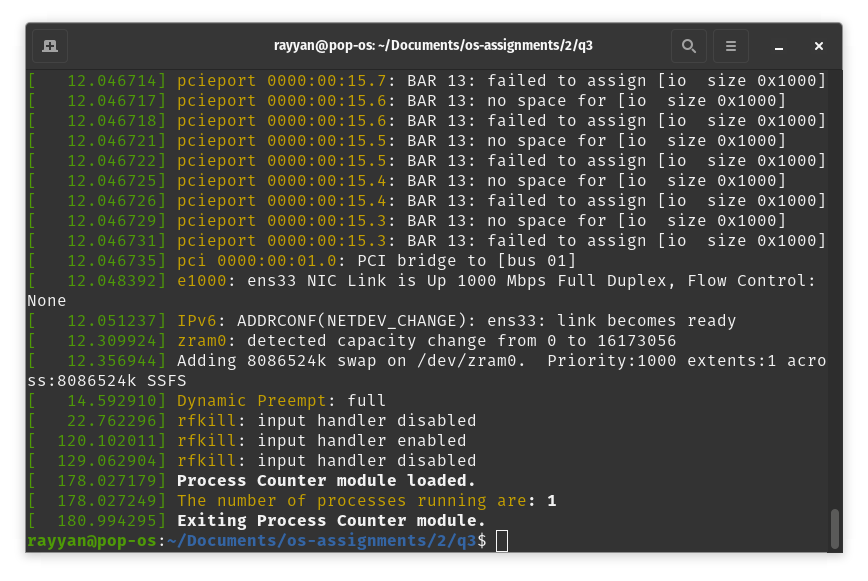 rayyan@pop-os: ~/Documents/os-assignments/2/q3
[   12.046714] pcieport 0000:00:15.7: BAR 13: failed to assign [io  size 0x1000]
[   12.046717] pcieport 0000:00:15.6: BAR 13: no space for [io  size 0x1000]
[   12.046718] pcieport 0000:00:15.6: BAR 13: failed to assign [io  size 0x1000]
[   12.046721] pcieport 0000:00:15.5: BAR 13: no space for [io  size 0x1000]
[   12.046722] pcieport 0000:00:15.5: BAR 13: failed to assign [io  size 0x1000]
[   12.046725] pcieport 0000:00:15.4: BAR 13: no space for [io  size 0x1000]
[   12.046726] pcieport 0000:00:15.4: BAR 13: failed to assign [io  size 0x1000]
[   12.046729] pcieport 0000:00:15.3: BAR 13: no space for [io  size 0x1000]
[   12.046731] pcieport 0000:00:15.3: BAR 13: failed to assign [io  size 0x1000]
[   12.046735] pci 0000:00:01.0: PCI bridge to [bus 01]
[   12.048392] e1000: ens33 NIC Link is Up 1000 Mbps Full Duplex, Flow Control:
None
[   12.051237] IPv6: ADDRCONF(NETDEV_CHANGE): ens33: link becomes ready
[   12.309924] zram0: detected capacity change from 0 to 16173056
[   12.356944] Adding 8086524k swap on /dev/zram0.  Priority:1000 extents:1 acro
ss:8086524k SSFS
[   14.592910] Dynamic Preempt: full
[   22.762296] rfkill: input handler disabled
[  120.102011] rfkill: input handler enabled
[  129.062904] rfkill: input handler disabled
[  178.027179] Process Counter module loaded.
[  178.027249] The number of processes running are: 1
[  180.994295] Exiting Process Counter module.
rayyan@pop-os:~/Documents/os-assignments/2/q3$